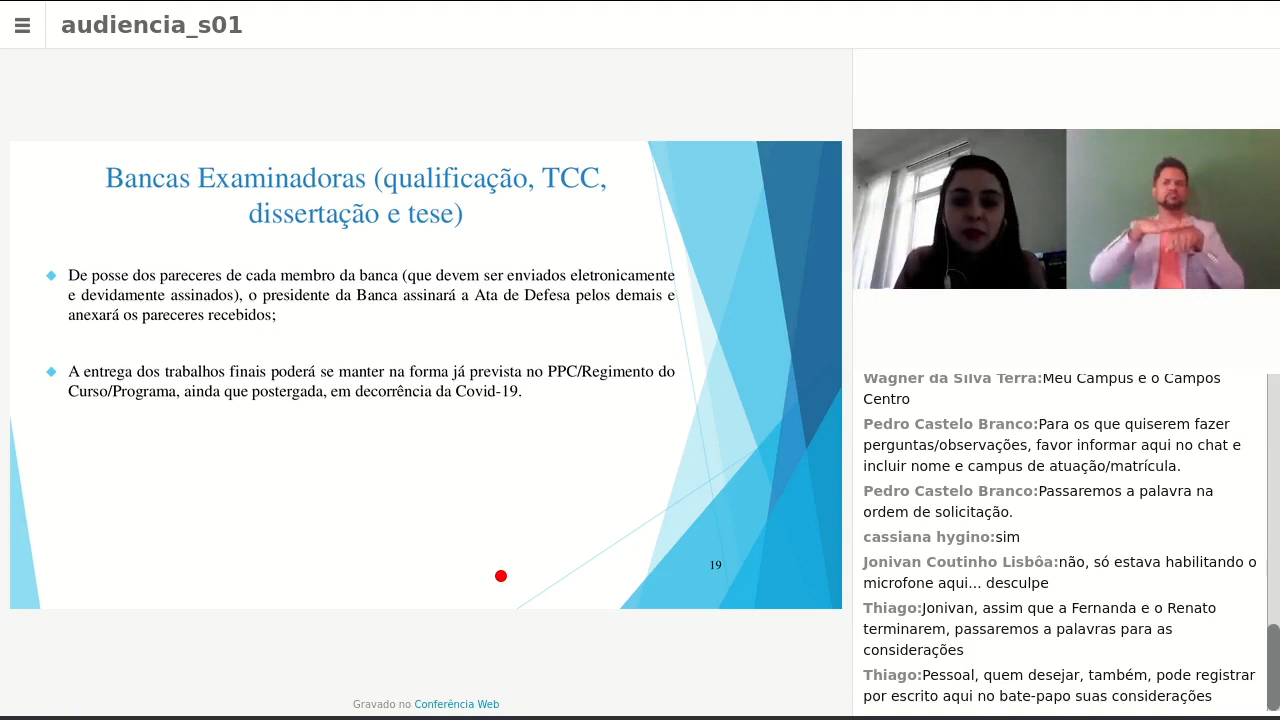 audiencia_s01
Bancas Examinadoras (qualificação, TCC,
dissertação e tese)
De posse dos pareceres de cada membro da banca (que devem ser enviados eletronicamente
e devidamente assinados), o presidente da Banca assinará a Ata de Defesa pelos demais e
anexará os pareceres recebidos;
A entrega dos trabalhos finais poderá se manter na forma já prevista no PPC/Regimento do
Curso/Programa, ainda que postergada, em decorrência da Covid-19.
19
Gravado no Conferência Web
Wagner da Silva Terra:Meu Campus e o Campos
Centro
Pedro Castelo Branco:Para os que quiserem fazer
perguntas/observações, favor informar aqui no chat e
incluir nome e campus de atuação/matrícula.
Pedro Castelo Branco:Passaremos a palavra na
ordem de solicitação.
cassiana hygino:sim
Jonivan Coutinho Lisbôa:não, só estava habilitando o
microfone aqui... desculpe
Thiago:Jonivan, assim que a Fernanda e o Renato
terminarem, passaremos a palavras para as
considerações
Thiago:Pessoal, quem desejar, também, pode registrar
por escrito aqui no bate-papo suas considerações